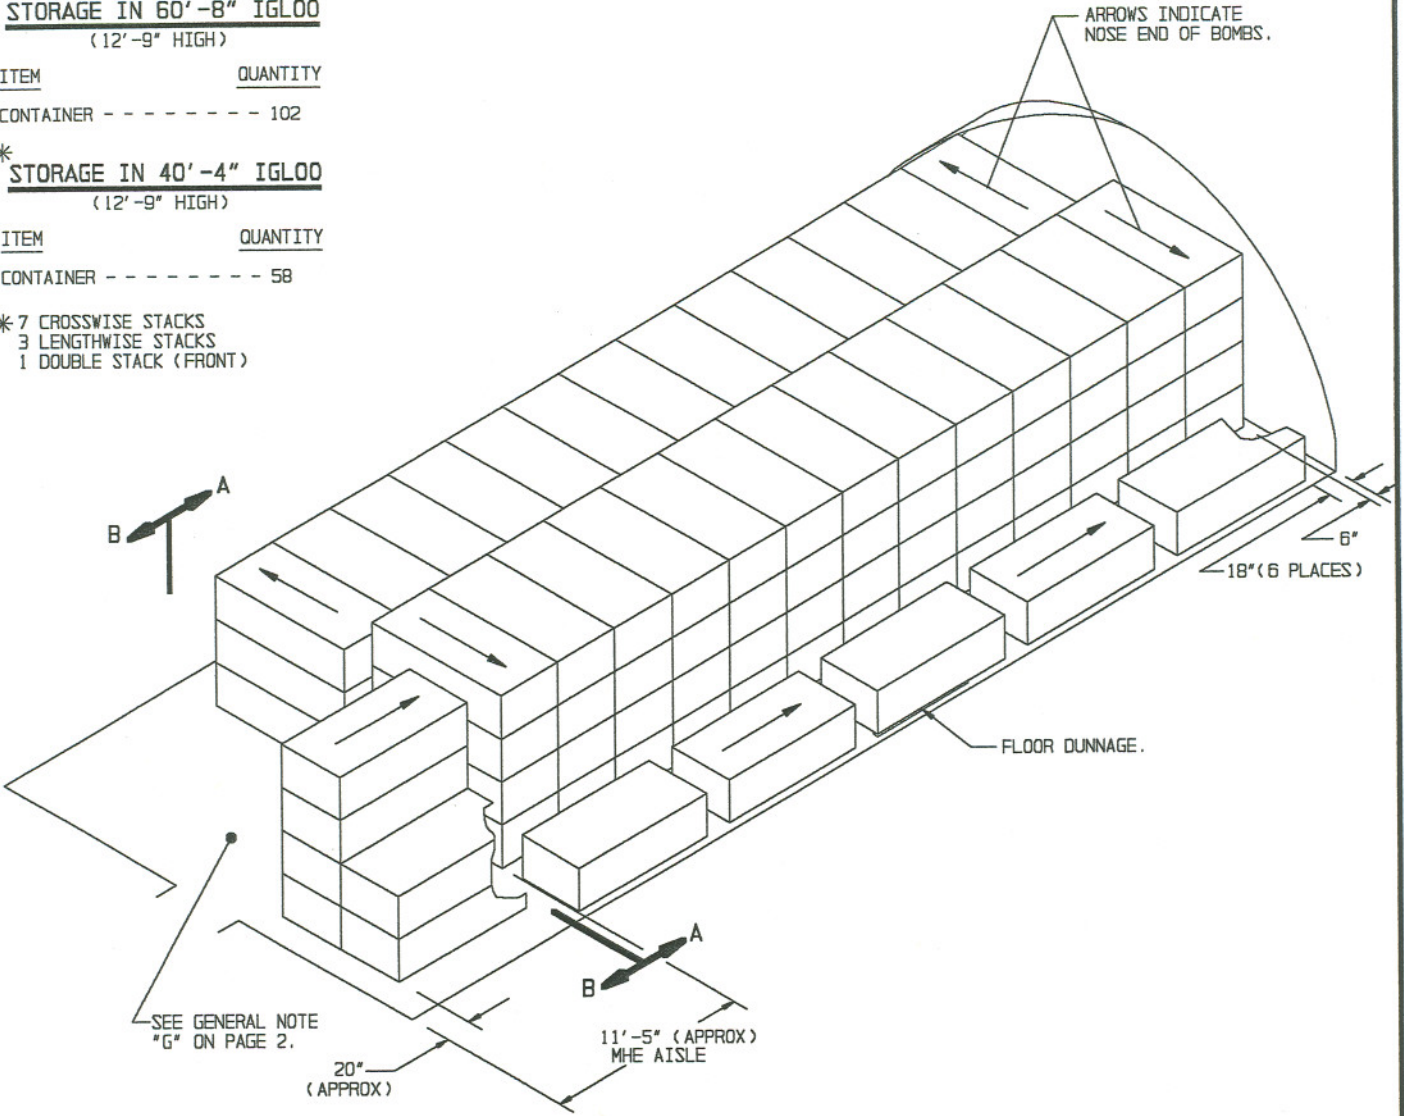 STORAGE IN 60'-8" IGLOO
(12'-9" HIGH)
ITEM QUANTITY
CONTAINER - - - - - - - - 102
*
STORAGE IN 40'-4" IGLOO
(12'-9" HIGH)
ITEM QUANTITY
CONTAINER - - - - - - - - 58
* 7 CROSSWISE STACKS
3 LENGTHWISE STACKS
1 DOUBLE STACK (FRONT)
ARROWS INDICATE
NOSE END OF BOMBS.
A
B
6"
18"(6 PLACES)
FLOOR DUNNAGE.
A
B
SEE GENERAL NOTE
"G" ON PAGE 2.
11'-5" (APPROX)
MHE AISLE
20"
(APPROX)